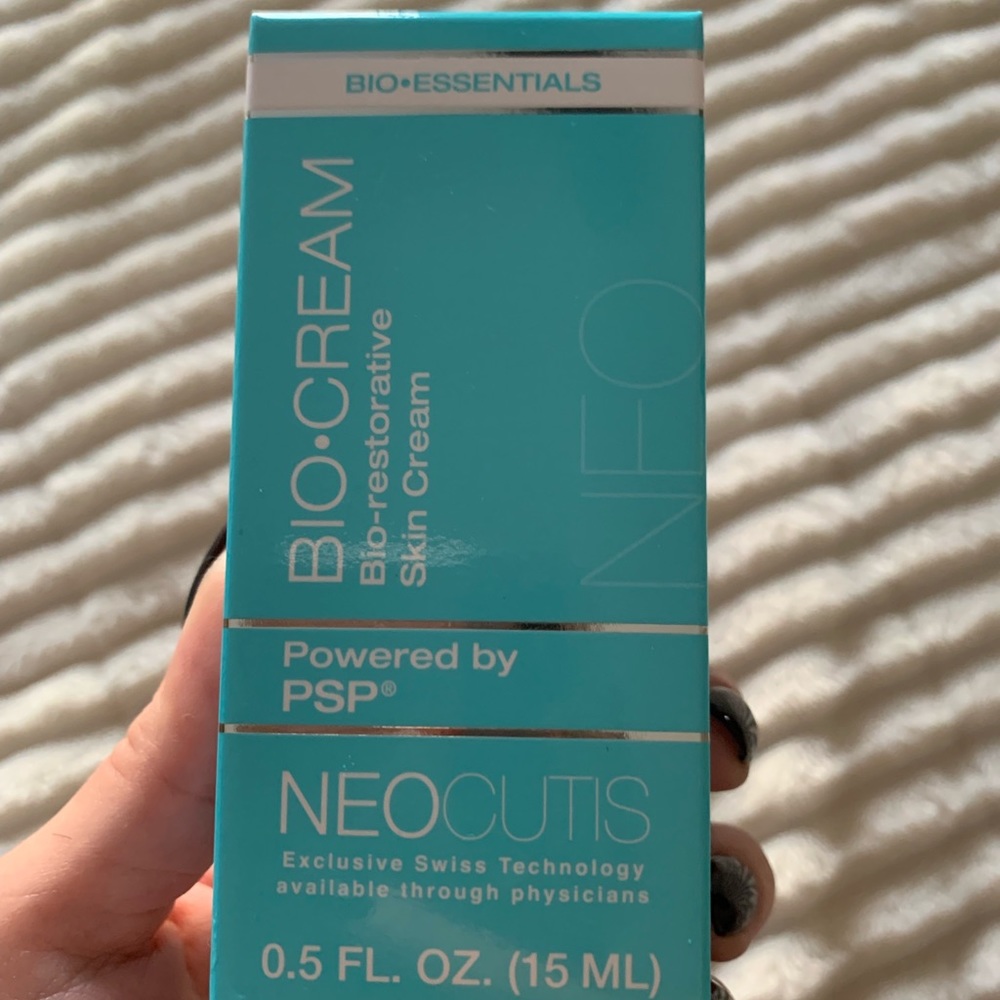 BIO•ESSENTIALS
BIO•CREAM
Bio-restorative
Skin Cream
NEO
Powered by
PSP®
NEOCUTIS
Exclusive Swiss Technology
available through physicians
0.5 FL. OZ. (15 ML)